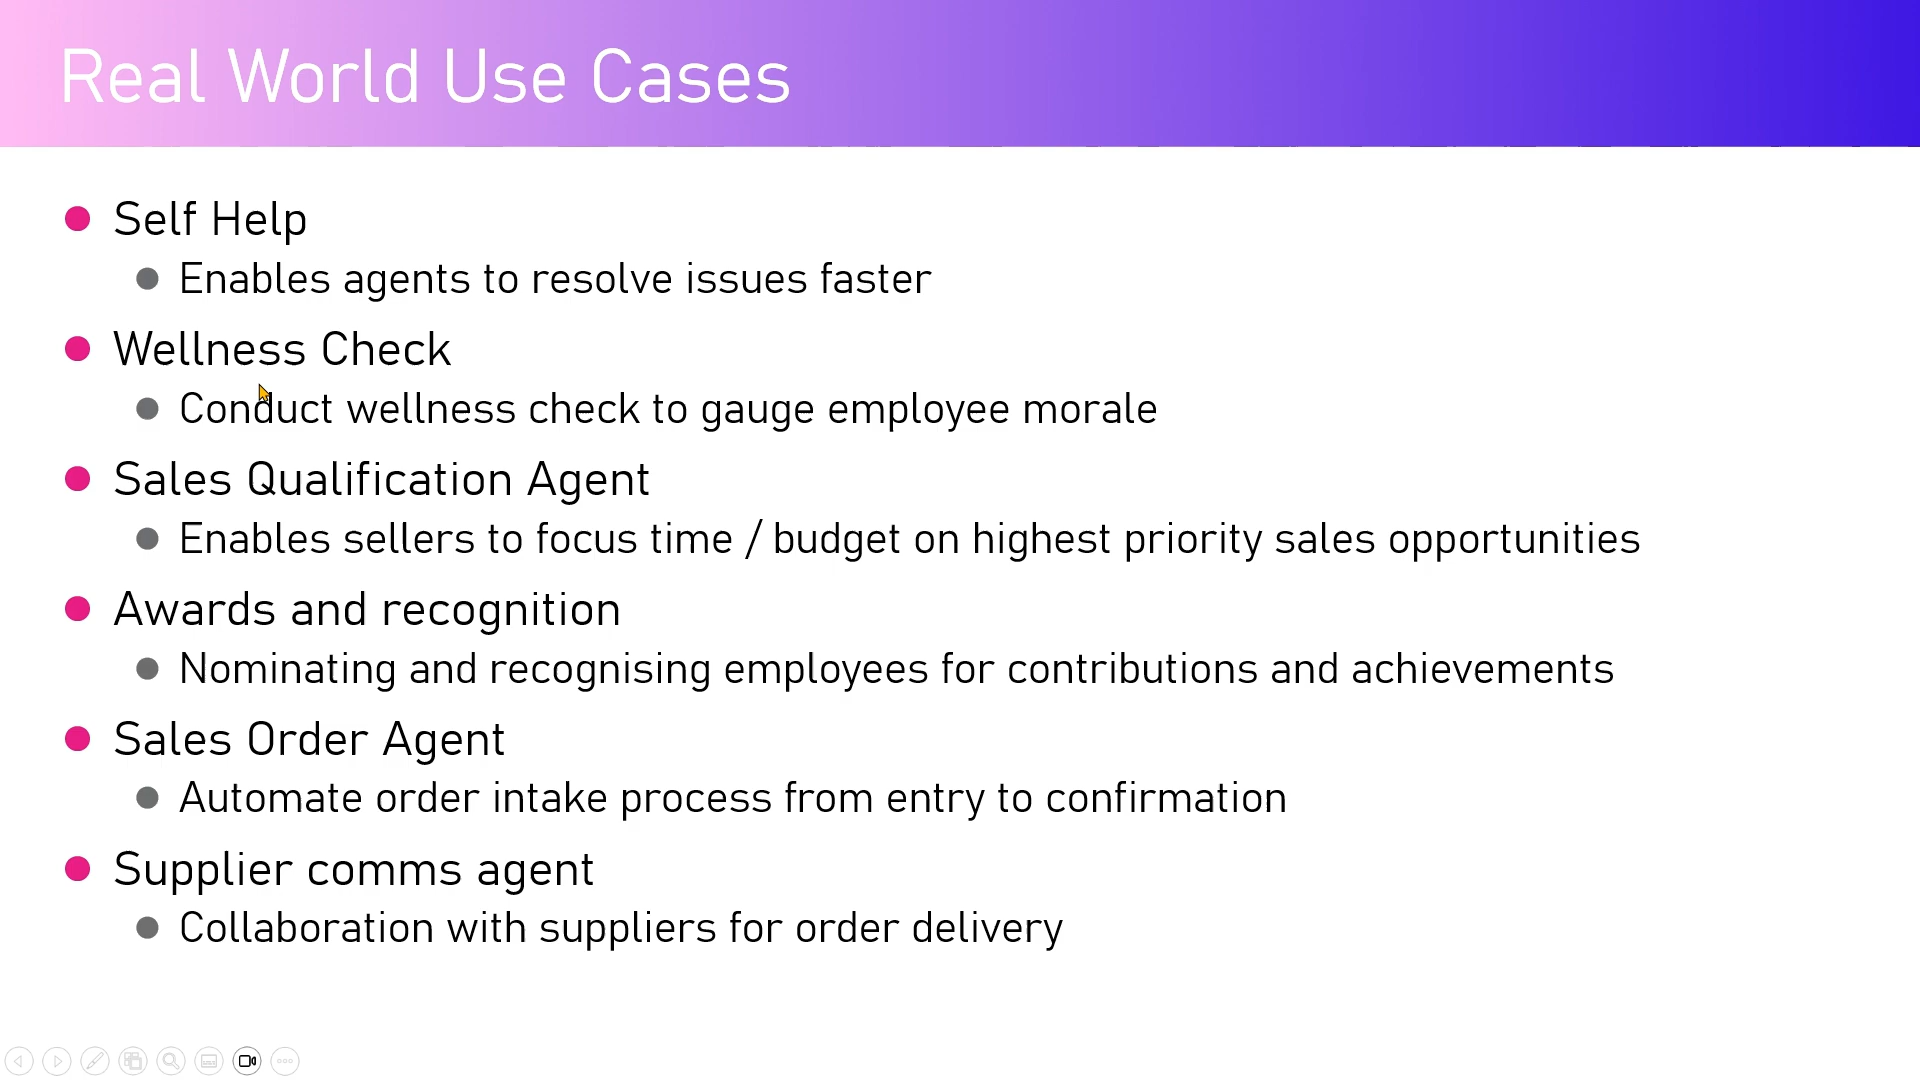 Real World Use Cases
Self Help
Enables agents to resolve issues faster
Wellness Check
Conduct wellness check to gauge employee morale
Sales Qualification Agent
Enables sellers to focus time / budget on highest priority sales opportunities
Awards and recognition
Nominating and recognising employees for contributions and achievements
Sales Order Agent
Automate order intake process from entry to confirmation
Supplier comms agent
Collaboration with suppliers for order delivery